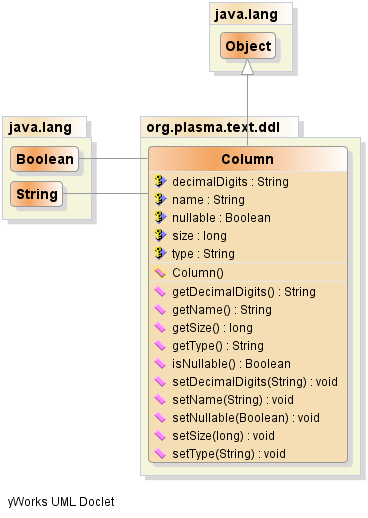 java.lang
Object
java.lang
Boolean
String
org.plasma.text.ddl
Column
decimalDigits : String
name : String
nullable : Boolean
size : long
type : String
Column()
getDecimalDigits() : String
getName() : String
getSize() : long
getType() : String
isNullable() : Boolean
setDecimalDigits(String) : void
setName(String) : void
setNullable(Boolean) : void
setSize(long) : void
setType(String) : void
yWorks UML Doclet